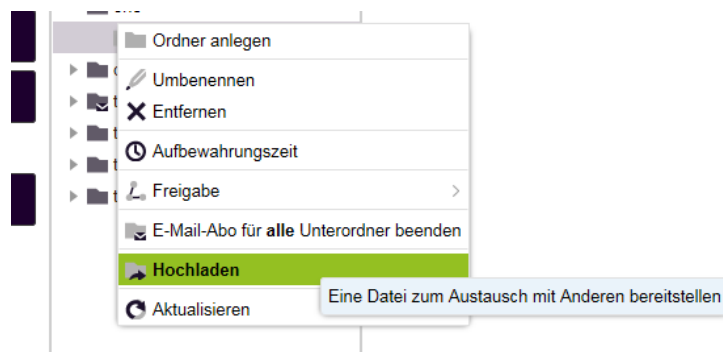 Ordner anlegen
Umbenennen
Entfernen
Aufbewahrungszeit
Freigabe
E-Mail-Abo für alle Unterordner beenden
Hochladen
Eine Datei zum Austausch mit Anderen bereitstellen
Aktualisieren